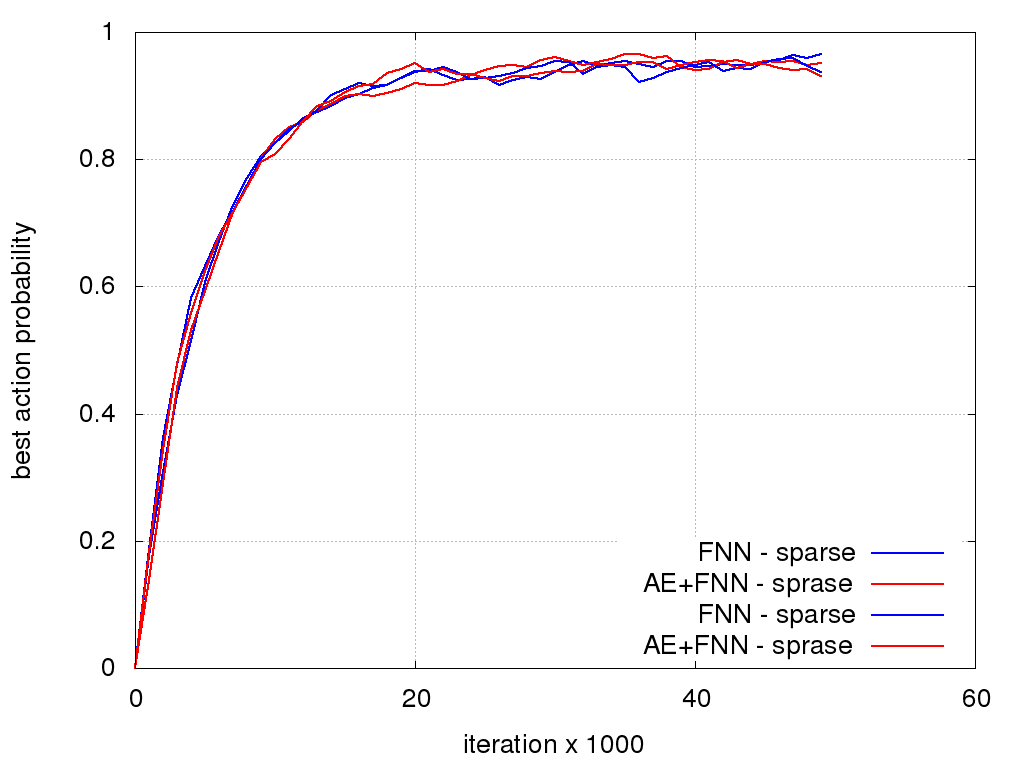 1
0.8
0.6
0.4
0.2
0
best action probability
FNN - sparse
AE+FNN - sprase
FNN - sparse
AE+FNN - sprase
0 20 40 60
iteration x 1000